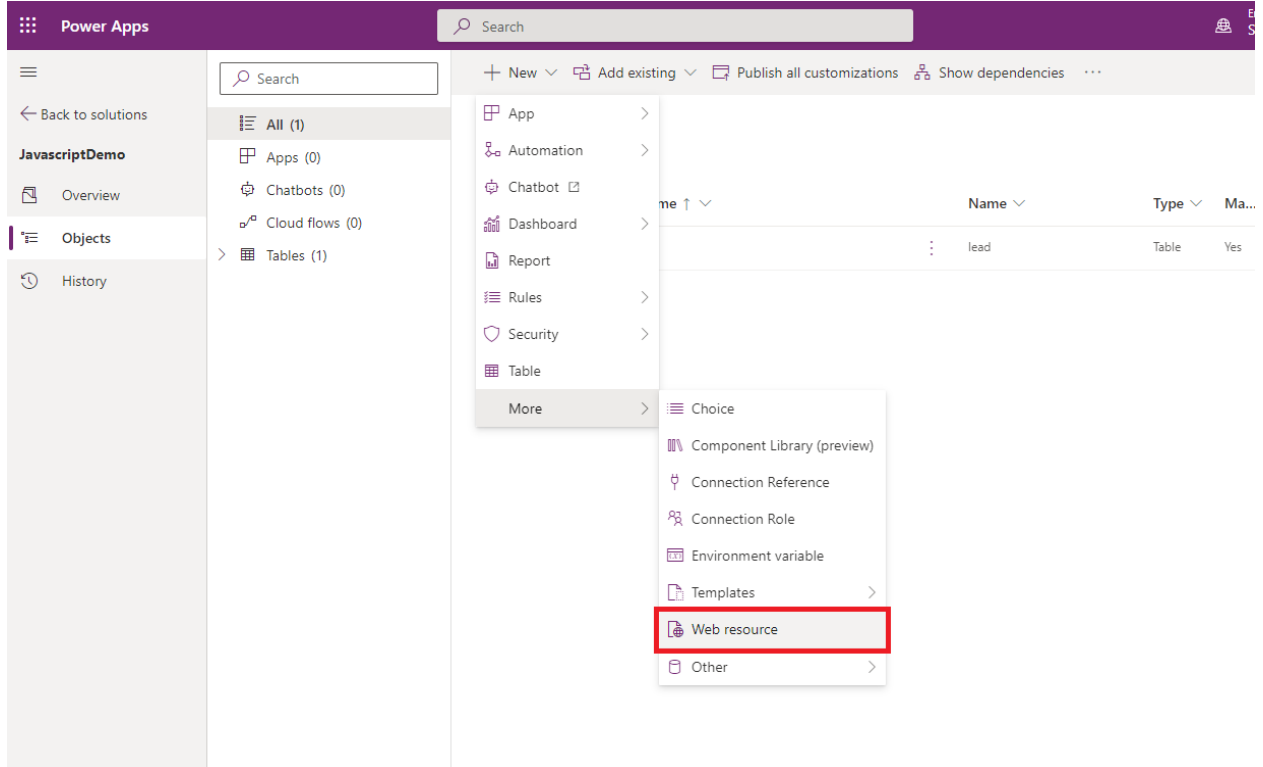 Power Apps
Search
Back to solutions
JavascriptDemo
Overview
Objects
History
Search
All (1)
Apps (0)
Chatbots (0)
Cloud flows (0)
Tables (1)
New
Add existing
Publish all customizations
Show dependencies
···
App
Automation
Chatbot
Dashboard
Report
Rules
Security
Table
More
Choice
Component Library (preview)
Connection Reference
Connection Role
Environment variable
Templates
Web resource
Other
me ↑
Name
Type
Ma...
lead
Table
Yes